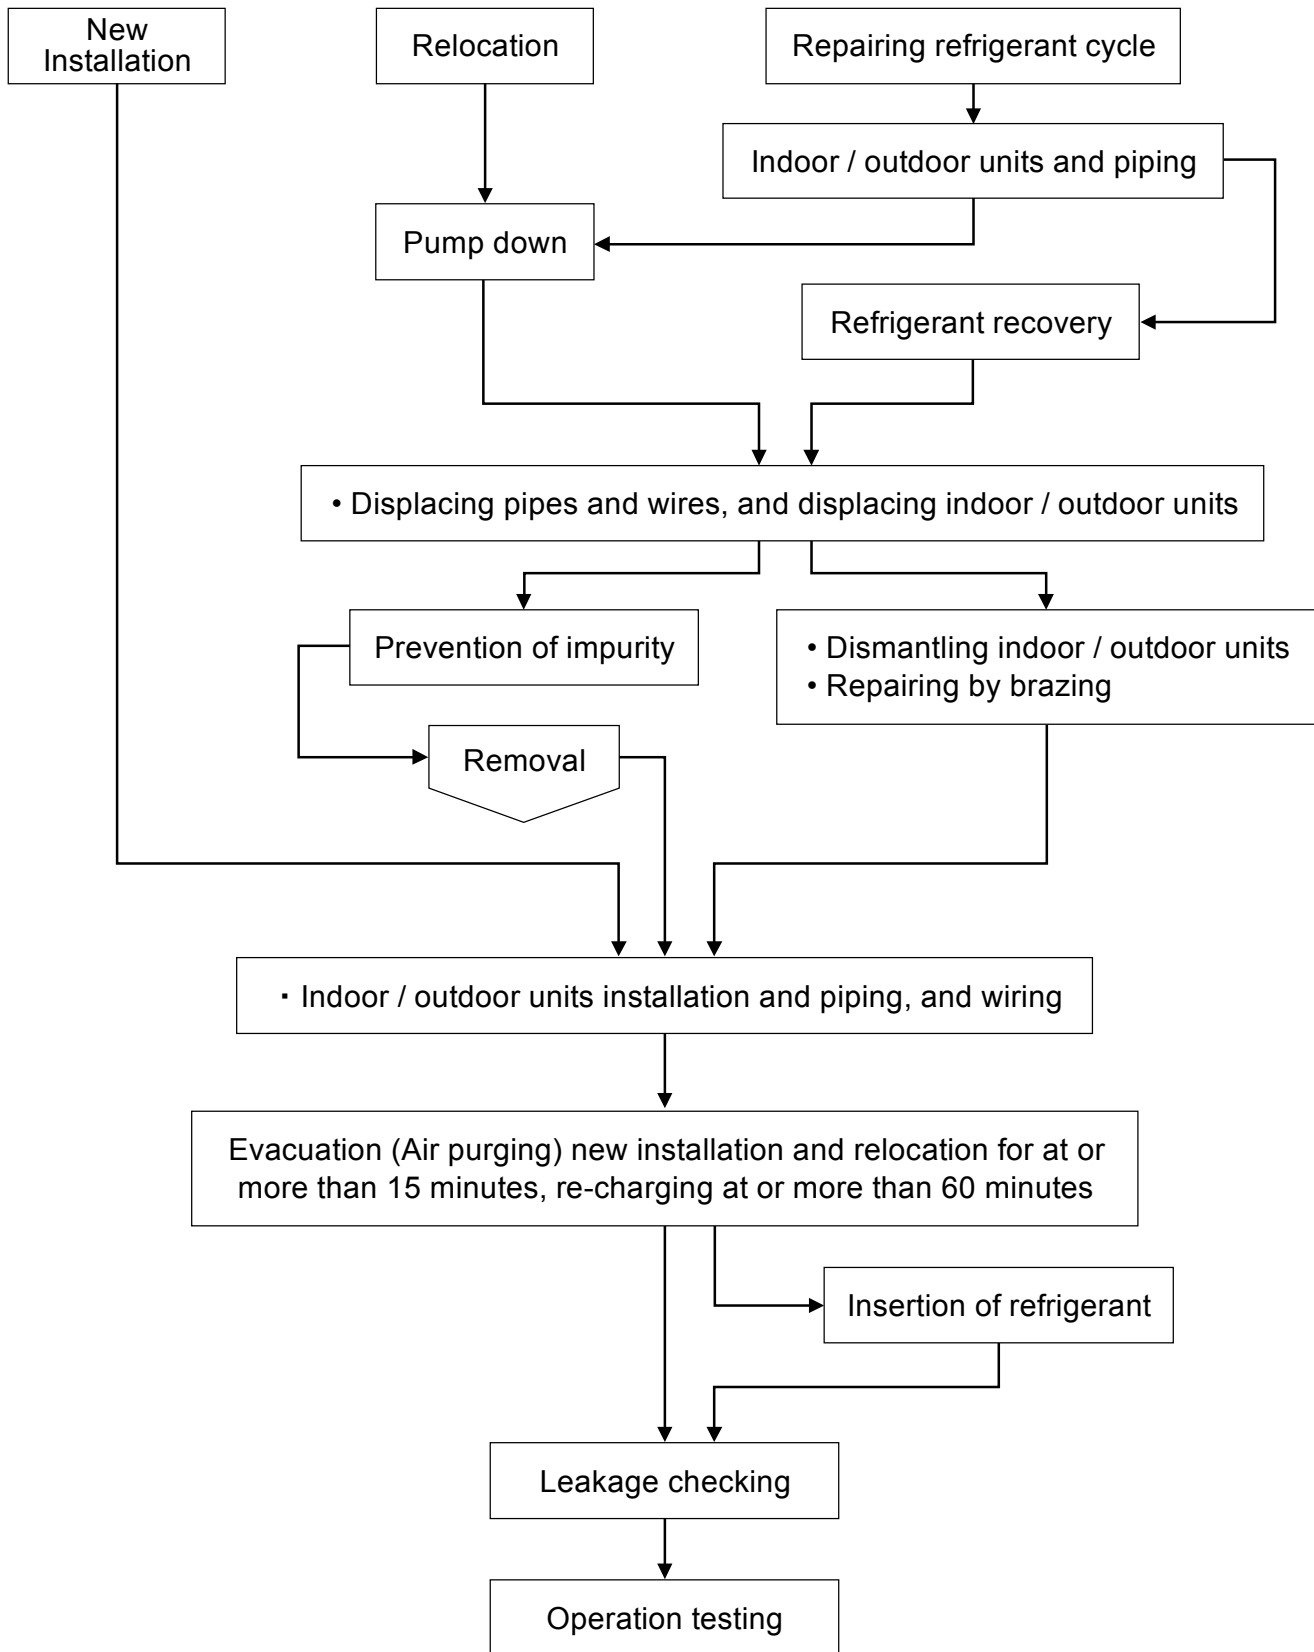 New
Installation
Relocation
Repairing refrigerant cycle
Indoor / outdoor units and piping
Pump down
Refrigerant recovery
• Displacing pipes and wires, and displacing indoor / outdoor units
Prevention of impurity
• Dismantling indoor / outdoor units
• Repairing by brazing
Removal
・Indoor / outdoor units installation and piping, and wiring
Evacuation (Air purging) new installation and relocation for at or
more than 15 minutes, re-charging at or more than 60 minutes
Insertion of refrigerant
Leakage checking
Operation testing